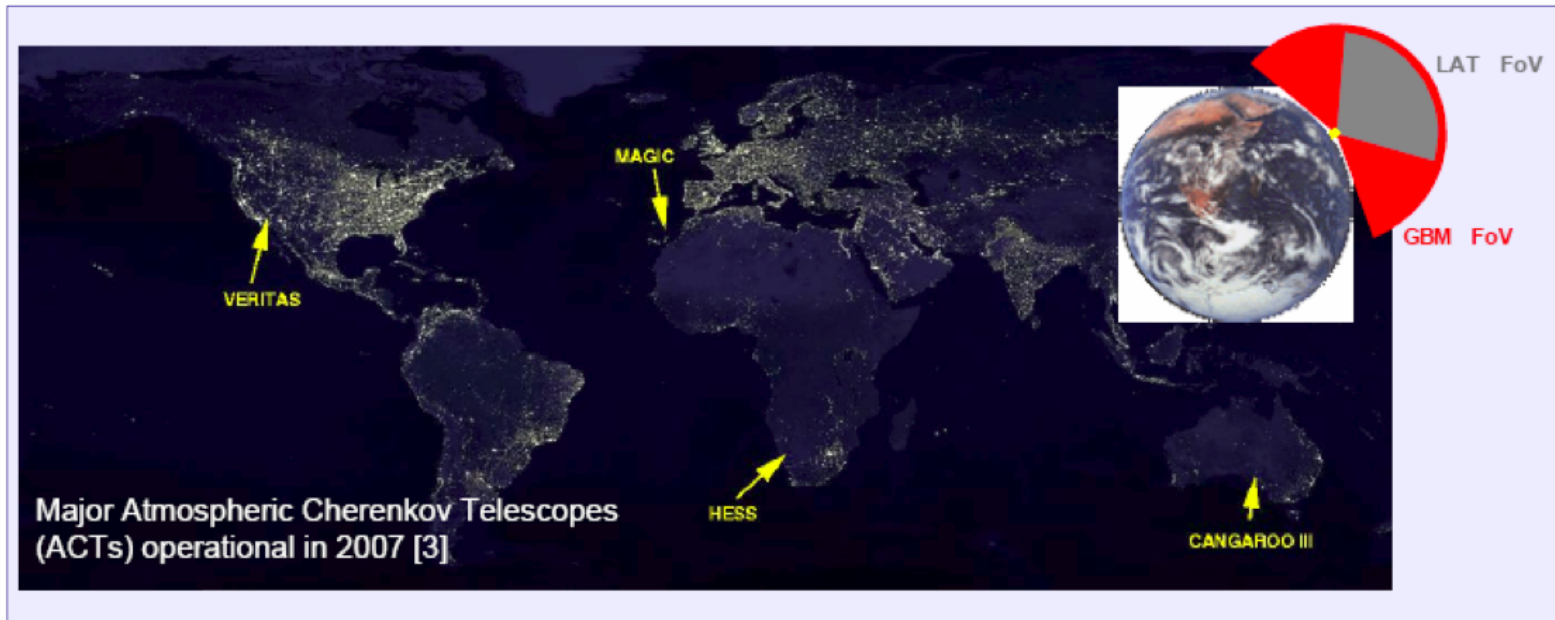 LAT FoV
MAGIC
GBM FoV
VERITAS
HESS
Major Atmospheric Cherenkov Telescopes
(ACTs) operational in 2007 [3]
CANGAROO III